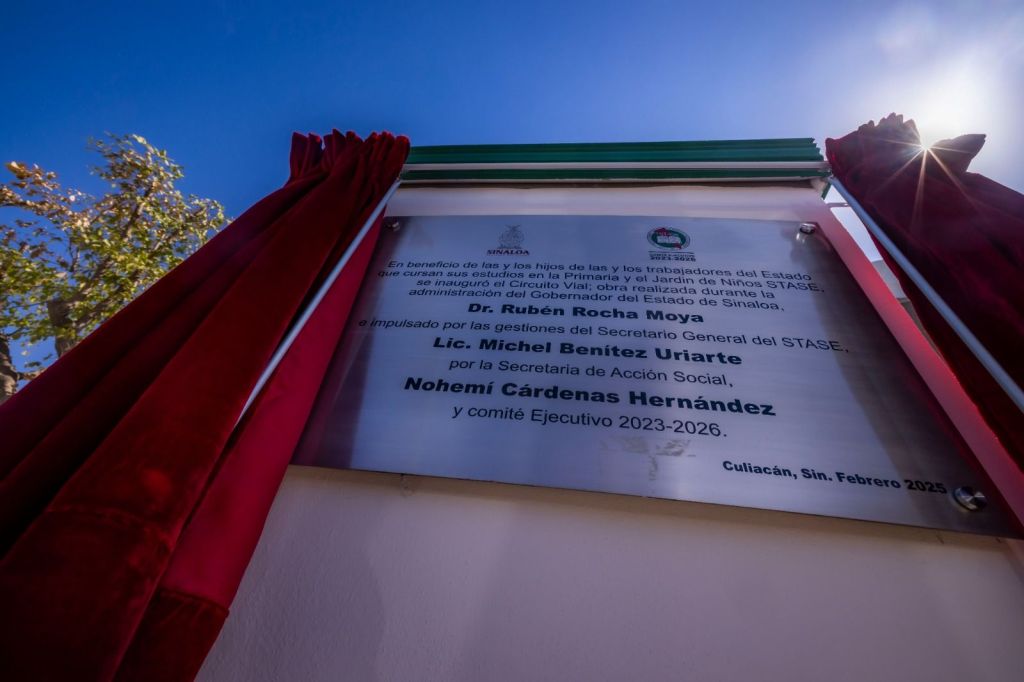 SINALOA
2023-2026
En beneficio de las y los hijos de las y los trabajadores del Estado
que cursan sus estudios en la Primaria y el Jardin de Niños STASE,
se inauguró el Circuito Vial; obra realizada durante la
administración del Gobernador del Estado de Sinaloa,
Dr. Rubén Rocha Moya
e impulsado por las gestiones del Secretario General del STASE,
Lic. Michel Benítez Uriarte
por la Secretaria de Acción Social,
Nohemí Cárdenas Hernández
y comité Ejecutivo 2023-2026.
Culiacán, Sin. Febrero 2025